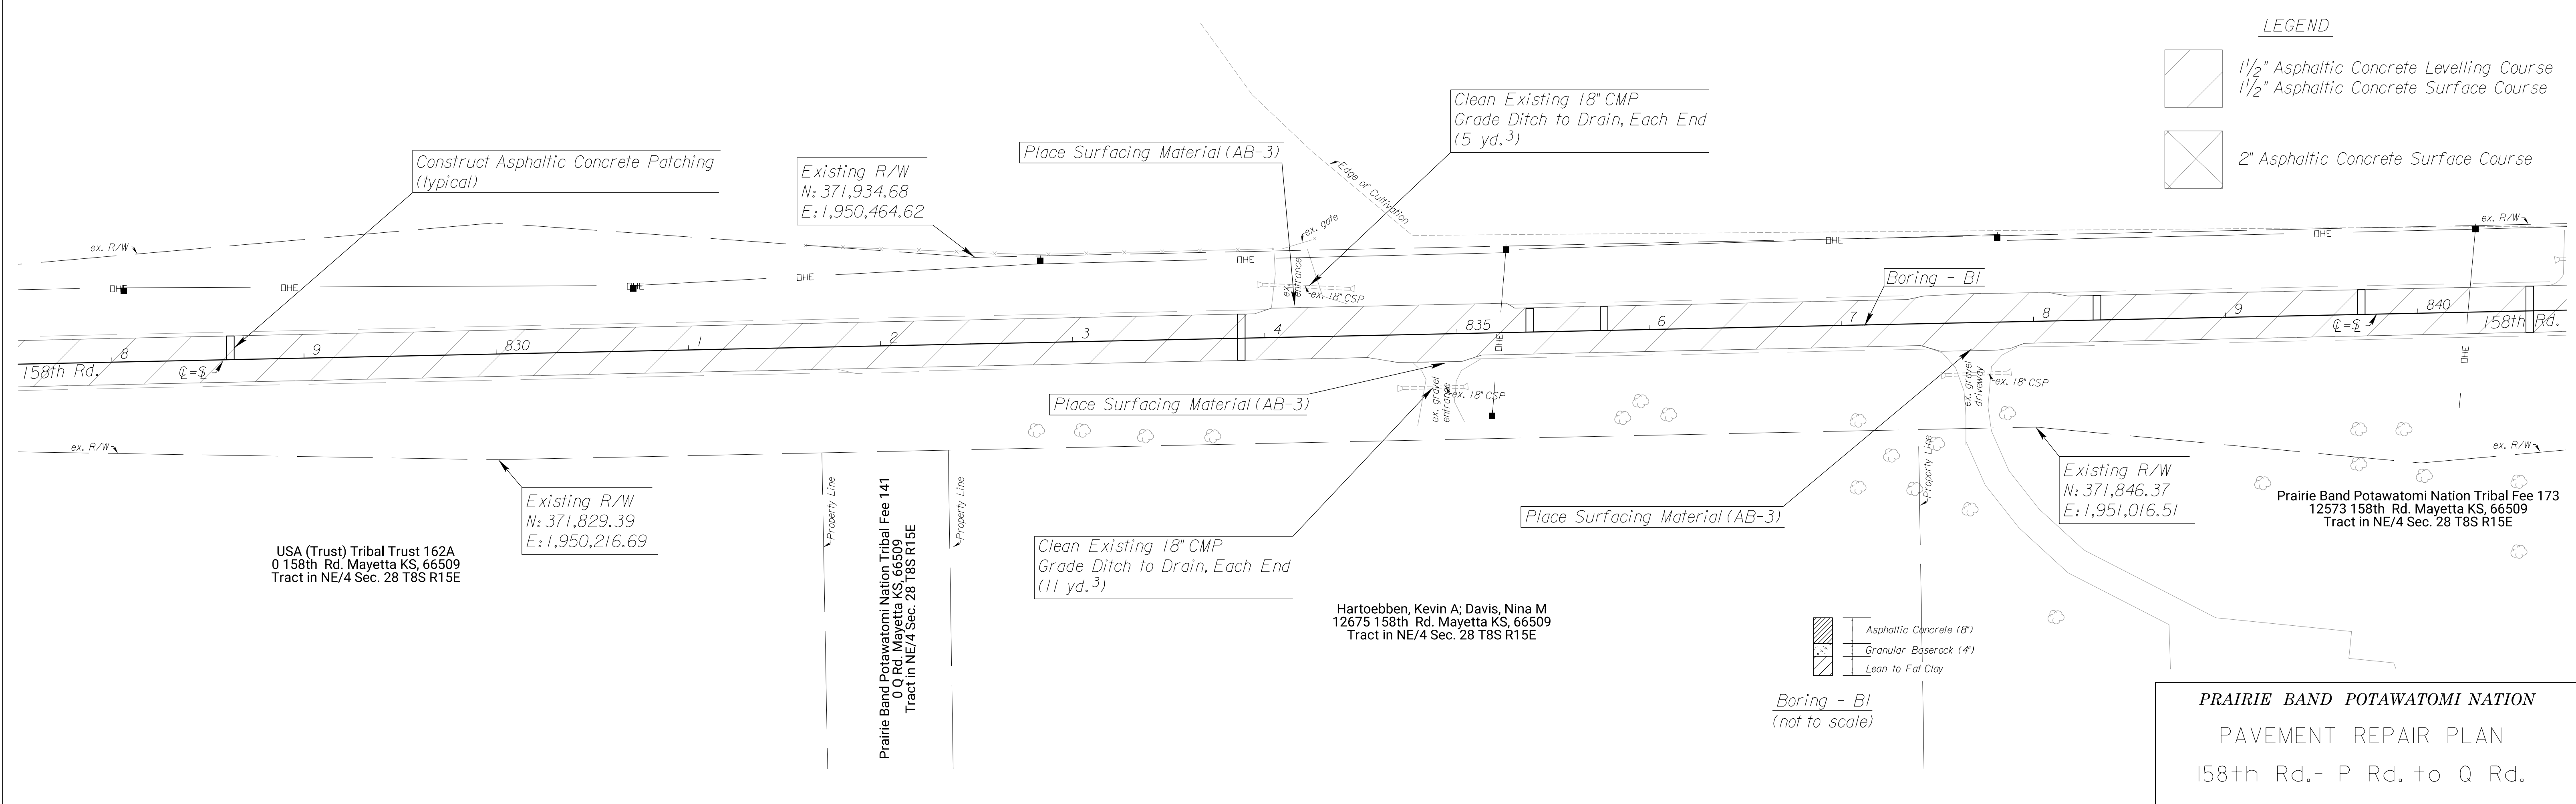 LEGEND
1 1/2" Asphaltic Concrete Levelling Course
1 1/2" Asphaltic Concrete Surface Course
2" Asphaltic Concrete Surface Course
Clean Existing 18" CMP
Grade Ditch to Drain, Each End
(5 yd.3)
Place Surfacing Material (AB-3)
Construct Asphaltic Concrete Patching
(typical)
Existing R/W
N: 371,934.68
E: 1,950,464.62
Edge of Cultivation
ex. gate
ex. R/W
ex. R/W
▯HE
▯HE
▯HE
▯HE
▯HE
▯HE
▯HE
ex. entrance
ex. 18" CSP
Boring - B1
8
9
830
1
2
3
4
835
6
7
8
9
840
158th Rd.
℄=$
℄=$
158th Rd.
▯HE
▯HE
Place Surfacing Material (AB-3)
ex. gravel
entrance
ex. 18" CSP
ex. gravel
driveway
ex. 18" CSP
ex. R/W
ex. R/W
Existing R/W
N: 371,829.39
E: 1,950,216.69
Property Line
Property Line
Property Line
Existing R/W
N: 371,846.37
E: 1,951,016.51
Place Surfacing Material (AB-3)
Prairie Band Potawatomi Nation Tribal Fee 173
12573 158th Rd. Mayetta KS, 66509
Tract in NE/4 Sec. 28 T8S R15E
USA (Trust) Tribal Trust 162A
0 158th Rd. Mayetta KS, 66509
Tract in NE/4 Sec. 28 T8S R15E
Prairie Band Potawatomi Nation Tribal Fee 141
0 Q Rd. Mayetta KS, 66509
Tract in NE/4 Sec. 28 T8S R15E
Clean Existing 18" CMP
Grade Ditch to Drain, Each End
(11 yd.3)
Hartoebben, Kevin A; Davis, Nina M
12675 158th Rd. Mayetta KS, 66509
Tract in NE/4 Sec. 28 T8S R15E
Asphaltic Concrete (8")
Granular Baserock (4")
Lean to Fat Clay
Boring - B1
(not to scale)
PRAIRIE BAND POTAWATOMI NATION
PAVEMENT REPAIR PLAN
158th Rd.- P Rd. to Q Rd.